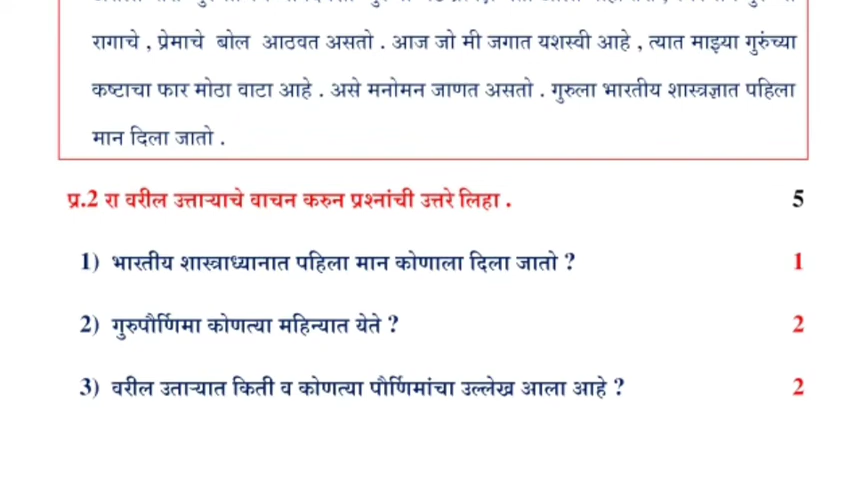 रागाचे , प्रेमाचे बोल आठवत असतो . आज जो मी जगात यशस्वी आहे , त्यात माझ्या गुरुंच्या
कष्टाचा फार मोठा वाटा आहे . असे मनोमन जाणत असतो . गुरुला भारतीय शास्त्रज्ञात पहिला
मान दिला जातो .
प्र.2 रा वरील उत्ताऱ्याचे वाचन करुन प्रश्नांची उत्तरे लिहा . 5
1) भारतीय शास्त्राध्यानात पहिला मान कोणाला दिला जातो ? 1
2) गुरुपौर्णिमा कोणत्या महिन्यात येते ? 2
3) वरील उताऱ्यात किती व कोणत्या पौर्णिमांचा उल्लेख आला आहे ? 2